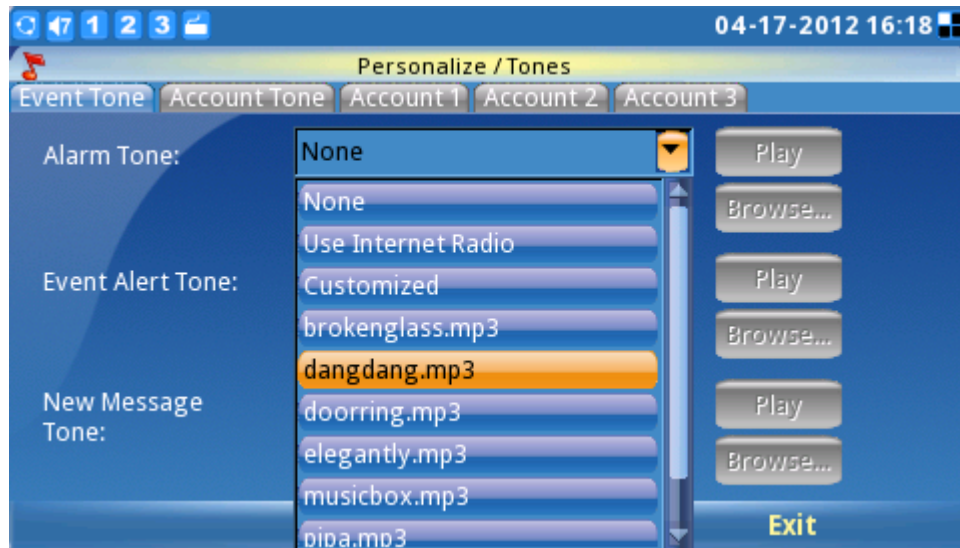 7 1 2 3 04-17-2012 16:18
Personalize / Tones
Event Tone Account Tone Account 1 Account 2 Account 3
Alarm Tone: None Play
None Browse...
Use Internet Radio
Event Alert Tone: Customized Play
brokenglass.mp3 Browse...
dangdang.mp3
New Message doorring.mp3 Play
Tone:
elegantly.mp3 Browse...
musicbox.mp3
pipa.mp3 Exit